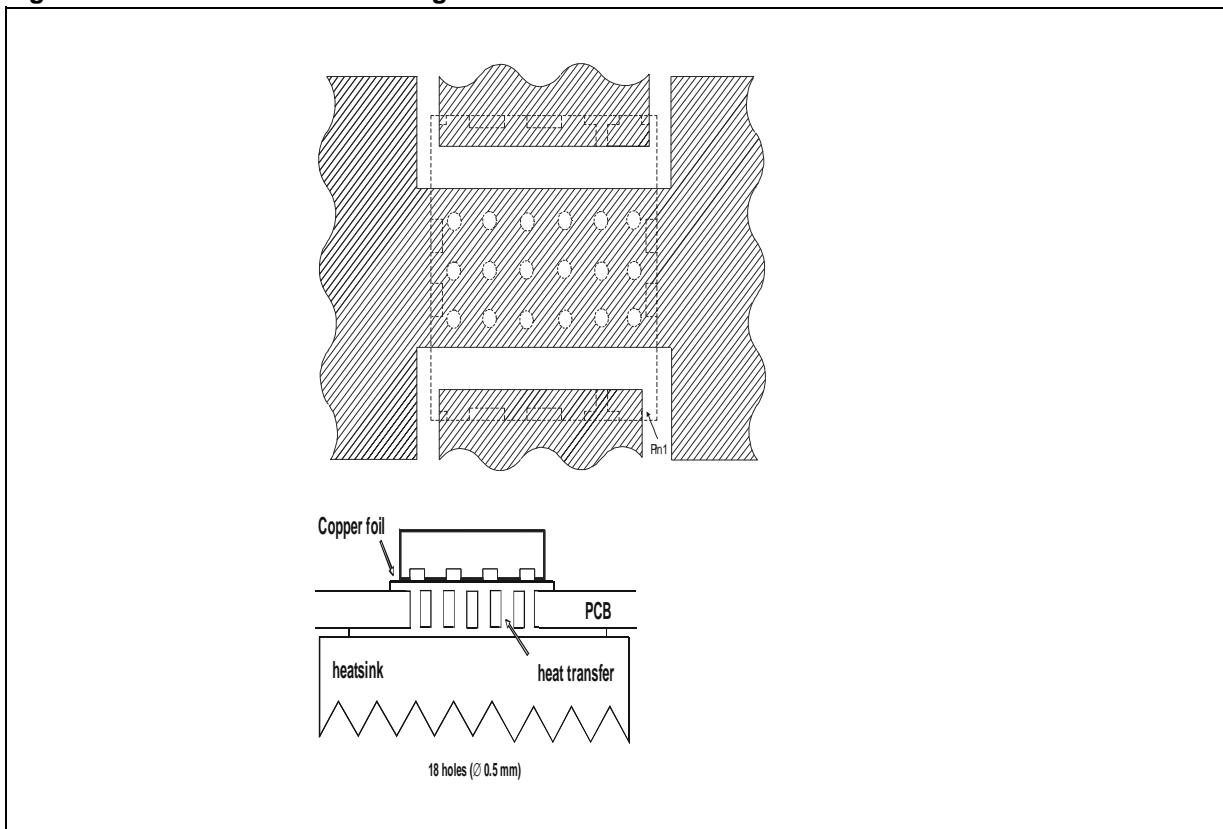 Pin1
Copper foil
PCB
heatsink
heat transfer
18 holes (∅ 0.5 mm)